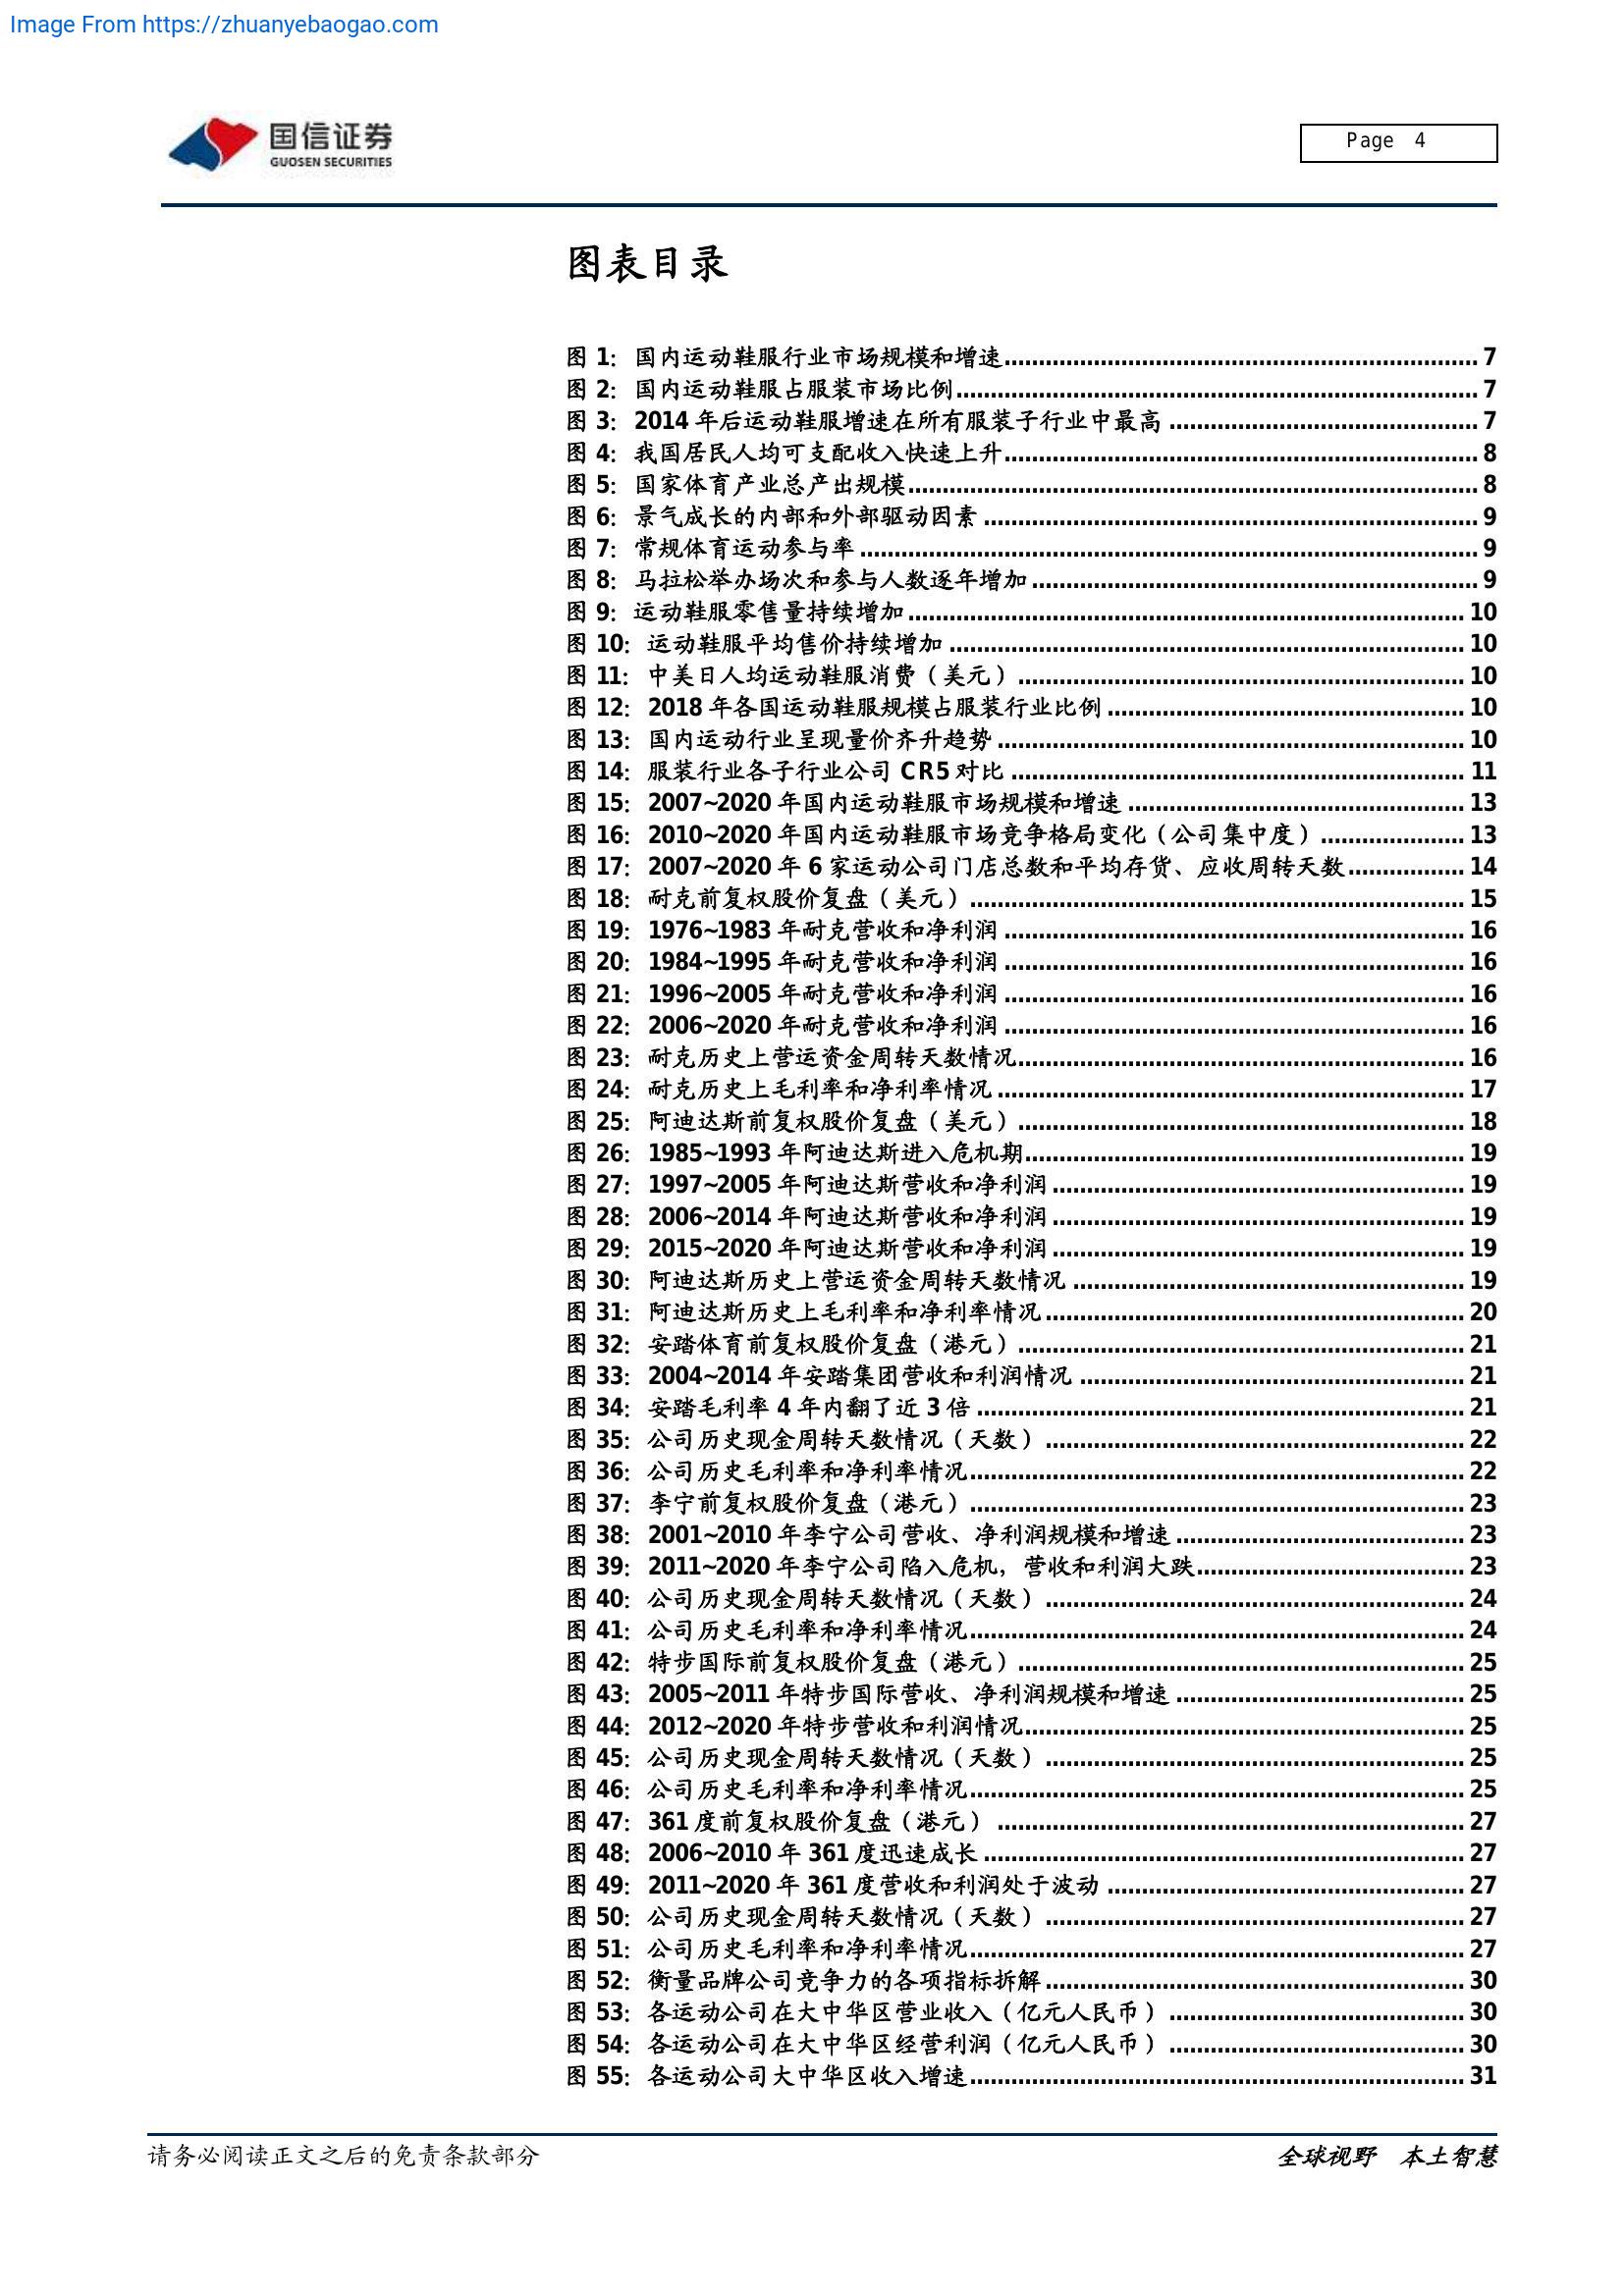 Image From https://zhuanyebaogao.com
国信证券
GUOSEN SECURITIES
Page 4
图表目录
图 1：国内运动鞋服行业市场规模和增速 7
图 2：国内运动鞋服占服装市场比例 7
图 3：2014 年后运动鞋服增速在所有服装子行业中最高 7
图 4：我国居民人均可支配收入快速上升 8
图 5：国家体育产业总产出规模 8
图 6：景气成长的内部和外部驱动因素 9
图 7：常规体育运动参与率 9
图 8：马拉松举办场次和参与人数逐年增加 9
图 9：运动鞋服零售量持续增加 10
图 10：运动鞋服平均售价持续增加 10
图 11：中美日人均运动鞋服消费（美元） 10
图 12：2018 年各国运动鞋服规模占服装行业比例 10
图 13：国内运动行业呈现量价齐升趋势 10
图 14：服装行业各子行业公司 CR5 对比 11
图 15：2007~2020 年国内运动鞋服市场规模和增速 13
图 16：2010~2020 年国内运动鞋服市场竞争格局变化（公司集中度） 13
图 17：2007~2020 年 6 家运动公司门店总数和平均存货、应收周转天数 14
图 18：耐克前复权股价复盘（美元） 15
图 19：1976~1983 年耐克营收和净利润 16
图 20：1984~1995 年耐克营收和净利润 16
图 21：1996~2005 年耐克营收和净利润 16
图 22：2006~2020 年耐克营收和净利润 16
图 23：耐克历史上营运资金周转天数情况 16
图 24：耐克历史上毛利率和净利率情况 17
图 25：阿迪达斯前复权股价复盘（美元） 18
图 26：1985~1993 年阿迪达斯进入危机期 19
图 27：1997~2005 年阿迪达斯营收和净利润 19
图 28：2006~2014 年阿迪达斯营收和净利润 19
图 29：2015~2020 年阿迪达斯营收和净利润 19
图 30：阿迪达斯历史上营运资金周转天数情况 19
图 31：阿迪达斯历史上毛利率和净利率情况 20
图 32：安踏体育前复权股价复盘（港元） 21
图 33：2004~2014 年安踏集团营收和利润情况 21
图 34：安踏毛利率 4 年内翻了近 3 倍 21
图 35：公司历史现金周转天数情况（天数） 22
图 36：公司历史毛利率和净利率情况 22
图 37：李宁前复权股价复盘（港元） 23
图 38：2001~2010 年李宁公司营收、净利润规模和增速 23
图 39：2011~2020 年李宁公司陷入危机，营收和利润大跌 23
图 40：公司历史现金周转天数情况（天数） 24
图 41：公司历史毛利率和净利率情况 24
图 42：特步国际前复权股价复盘（港元） 25
图 43：2005~2011 年特步国际营收、净利润规模和增速 25
图 44：2012~2020 年特步营收和利润情况 25
图 45：公司历史现金周转天数情况（天数） 25
图 46：公司历史毛利率和净利率情况 25
图 47：361 度前复权股价复盘（港元） 27
图 48：2006~2010 年 361 度迅速成长 27
图 49：2011~2020 年 361 度营收和利润处于波动 27
图 50：公司历史现金周转天数情况（天数） 27
图 51：公司历史毛利率和净利率情况 27
图 52：衡量品牌公司竞争力的各项指标拆解 30
图 53：各运动公司在大中华区营业收入（亿元人民币） 30
图 54：各运动公司在大中华区经营利润（亿元人民币） 30
图 55：各运动公司大中华区收入增速 31
请务必阅读正文之后的免责条款部分
全球视野 本土智慧